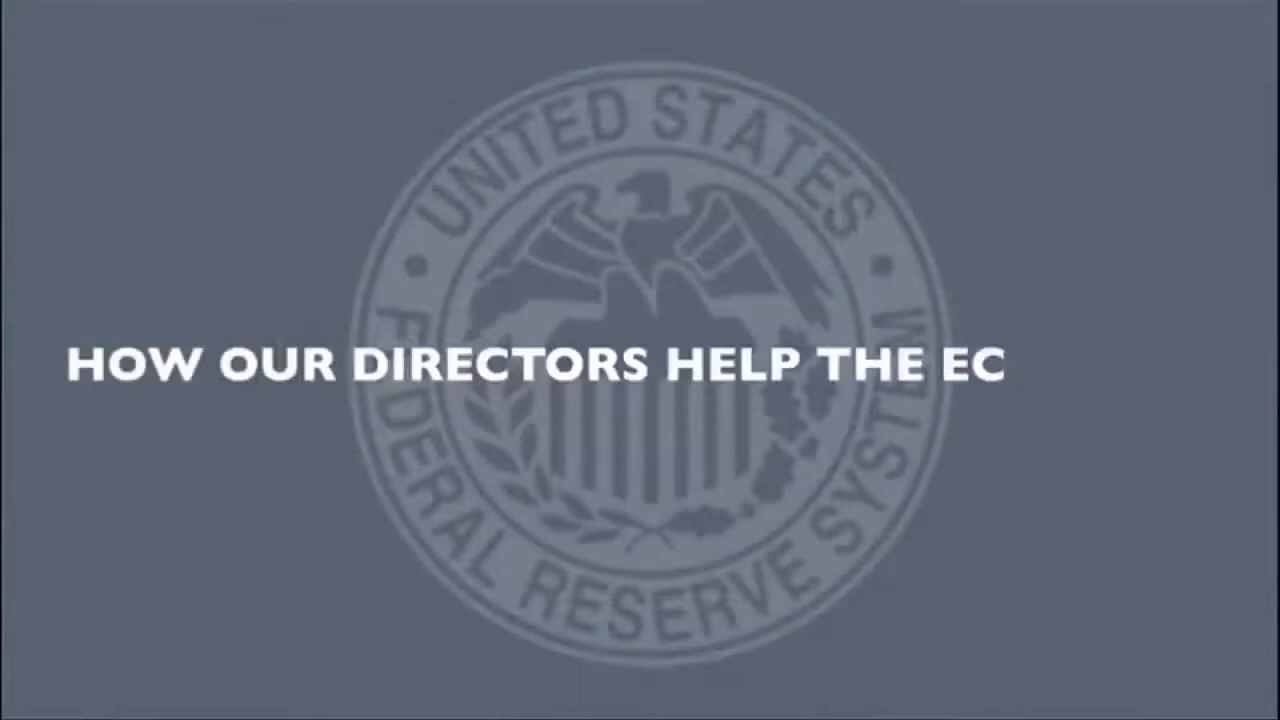 UNITED STATES
HOW OUR DIRECTORS HELP THE EC
FEDERAL RESERVE SYSTEM